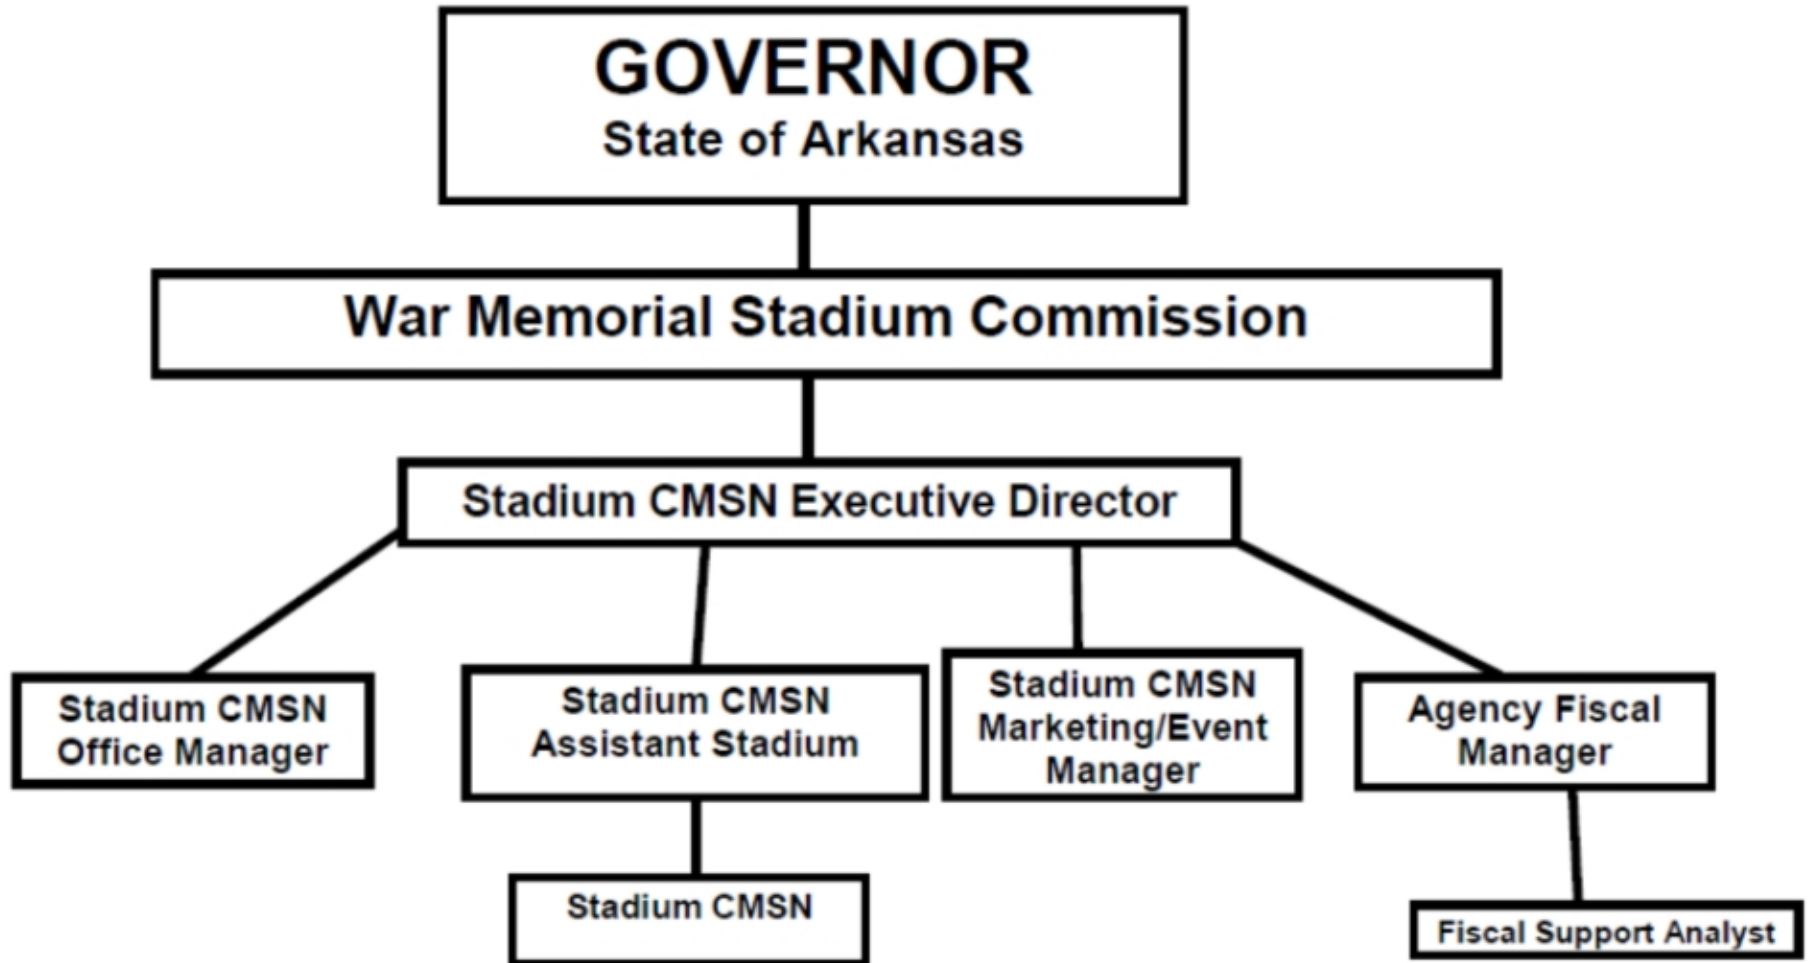 GOVERNOR
State of Arkansas
War Memorial Stadium Commission
Stadium CMSN Executive Director
Stadium CMSN
Office Manager
Stadium CMSN
Assistant Stadium
Stadium CMSN
Marketing/Event
Manager
Agency Fiscal
Manager
Stadium CMSN
Fiscal Support Analyst